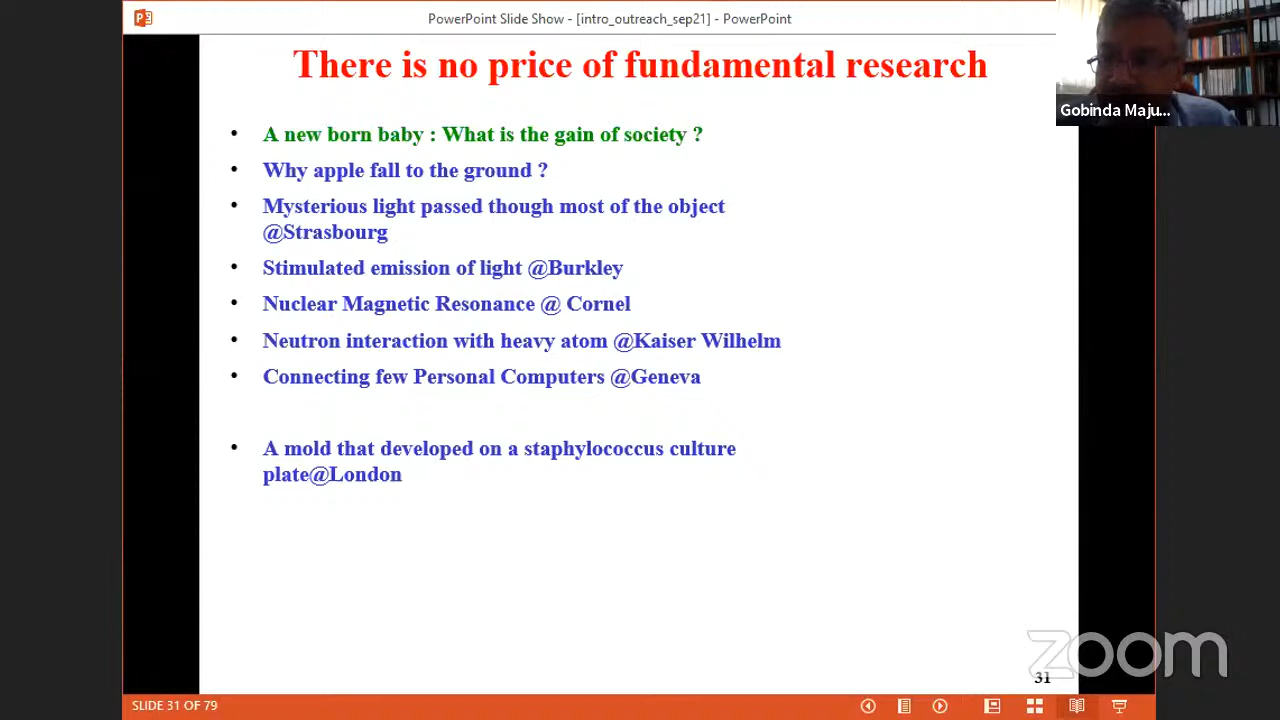 PowerPoint Slide Show - [intro_outreach_sep21] - PowerPoint
There is no price of fundamental research
Gobinda Maju...
• A new born baby : What is the gain of society ?
• Why apple fall to the ground ?
• Mysterious light passed though most of the object
@Strasbourg
• Stimulated emission of light @Burkley
• Nuclear Magnetic Resonance @ Cornel
• Neutron interaction with heavy atom @Kaiser Wilhelm
• Connecting few Personal Computers @Geneva
• A mold that developed on a staphylococcus culture
plate@London
zoom
31
SLIDE 31 OF 79